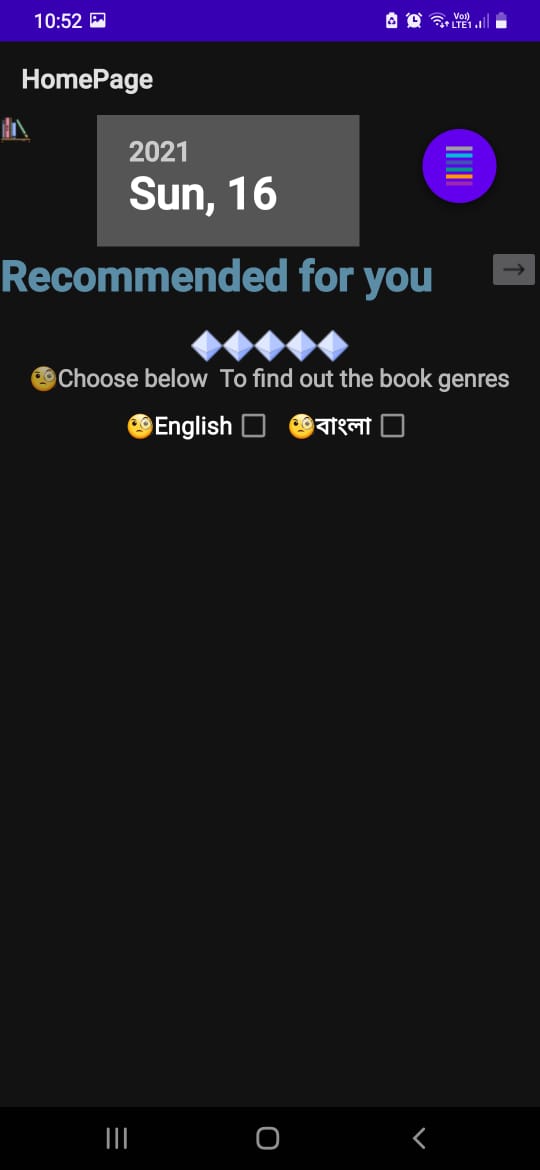 10:52 Vo)) LTE1
HomePage
2021
Sun, 16
Recommended for you
🧐Choose below  To find out the book genres
🧐English 🧐বাংলা